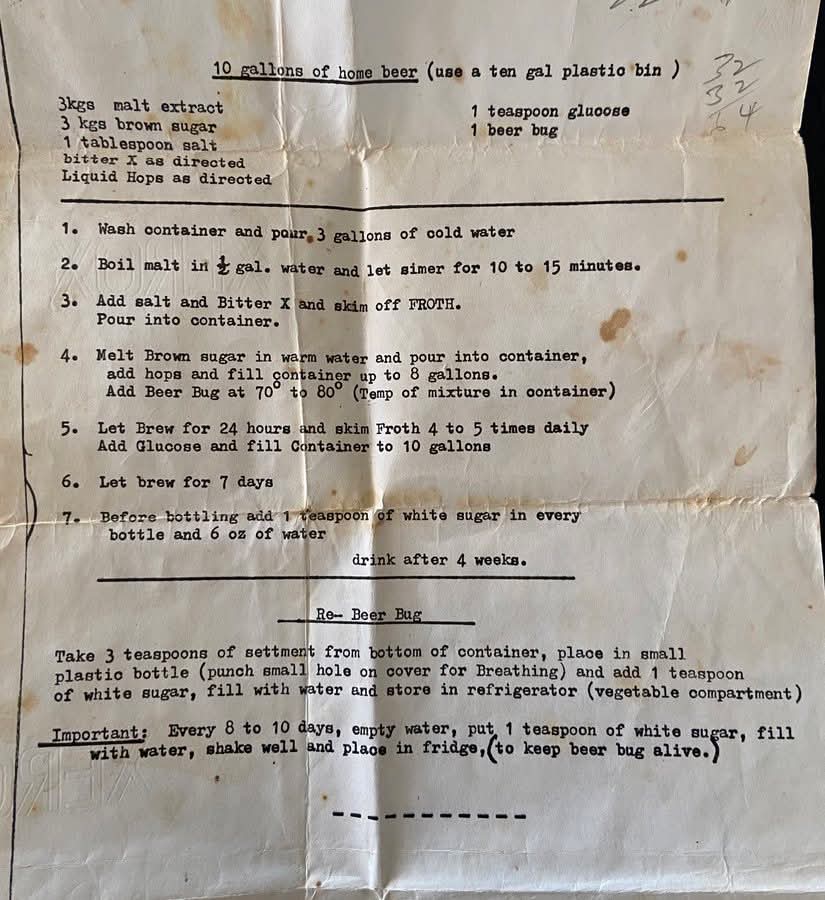 10 gallons of home beer (use a ten gal plastic bin )
32
32
64
3kgs malt extract
3 kgs brown sugar
1 tablespoon salt
bitter X as directed
Liquid Hops as directed
1 teaspoon glucose
1 beer bug
1. Wash container and pour 3 gallons of cold water
2. Boil malt in ½ gal. water and let simer for 10 to 15 minutes.
3. Add salt and Bitter X and skim off FROTH.
Pour into container.
4. Melt Brown sugar in warm water and pour into container,
add hops and fill container up to 8 gallons.
Add Beer Bug at 70° to 80° (Temp of mixture in container)
5. Let Brew for 24 hours and skim Froth 4 to 5 times daily
Add Glucose and fill Container to 10 gallons
6. Let brew for 7 days
7. Before bottling add 1 teaspoon of white sugar in every
bottle and 6 oz of water
drink after 4 weeks.
Re- Beer Bug
Take 3 teaspoons of settment from bottom of container, place in small
plastic bottle (punch small hole on cover for Breathing) and add 1 teaspoon
of white sugar, fill with water and store in refrigerator (vegetable compartment)
Important: Every 8 to 10 days, empty water, put 1 teaspoon of white sugar, fill
with water, shake well and place in fridge,(to keep beer bug alive.)